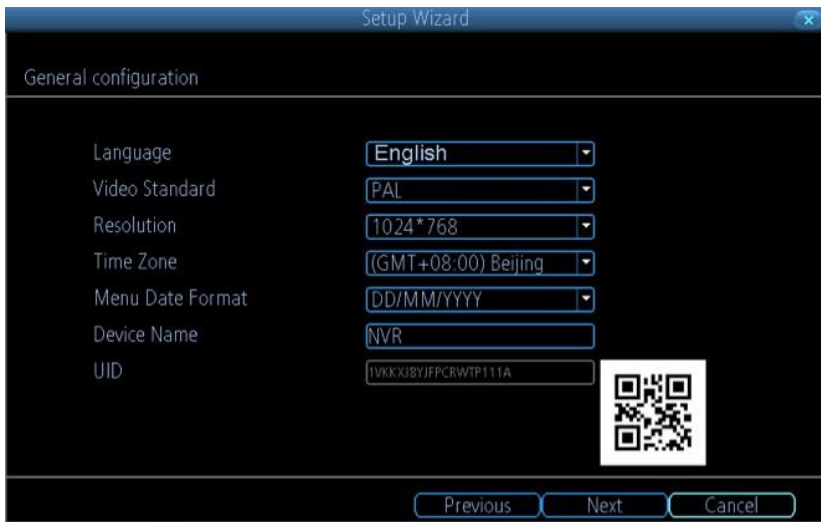 Setup Wizard
General configuration
Language English
Video Standard PAL
Resolution 1024*768
Time Zone (GMT+08:00) Beijing
Menu Date Format DD/MM/YYYY
Device Name NVR
UID 1VKKXJ8YJFPCRWTP111A
Previous Next Cancel